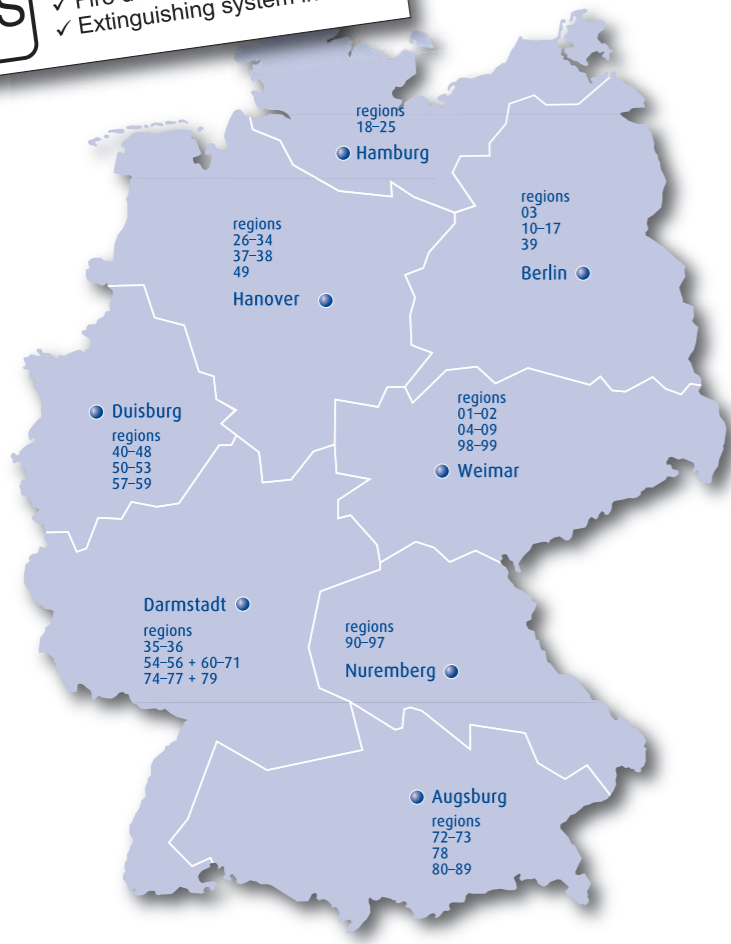 ✓ Fire
✓ Extinguishing system
regions
18–25
Hamburg
regions
03
10–17
39
Berlin
regions
26–34
37–38
49
Hanover
regions
01–02
04–09
98–99
Weimar
Duisburg
regions
40–48
50–53
57–59
Darmstadt
regions
35–36
54–56 + 60–71
74–77 + 79
regions
90–97
Nuremberg
Augsburg
regions
72–73
78
80–89